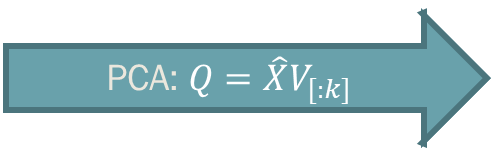 PCA: Q = X̂V[:k]